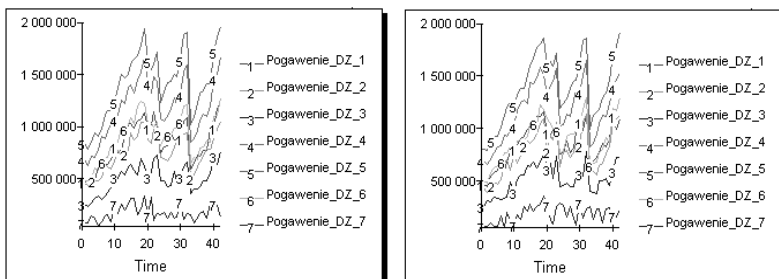 2 000 000
1 500 000
1 000 000
500 000
0 10 20 30 40
Time
1 Pogawenie_DZ_1
2 Pogawenie_DZ_2
3 Pogawenie_DZ_3
4 Pogawenie_DZ_4
5 Pogawenie_DZ_5
6 Pogawenie_DZ_6
7 Pogawenie_DZ_7
2 000 000
1 500 000
1 000 000
500 000
0 10 20 30 40
Time
1 Pogawenie_DZ_1
2 Pogawenie_DZ_2
3 Pogawenie_DZ_3
4 Pogawenie_DZ_4
5 Pogawenie_DZ_5
6 Pogawenie_DZ_6
7 Pogawenie_DZ_7